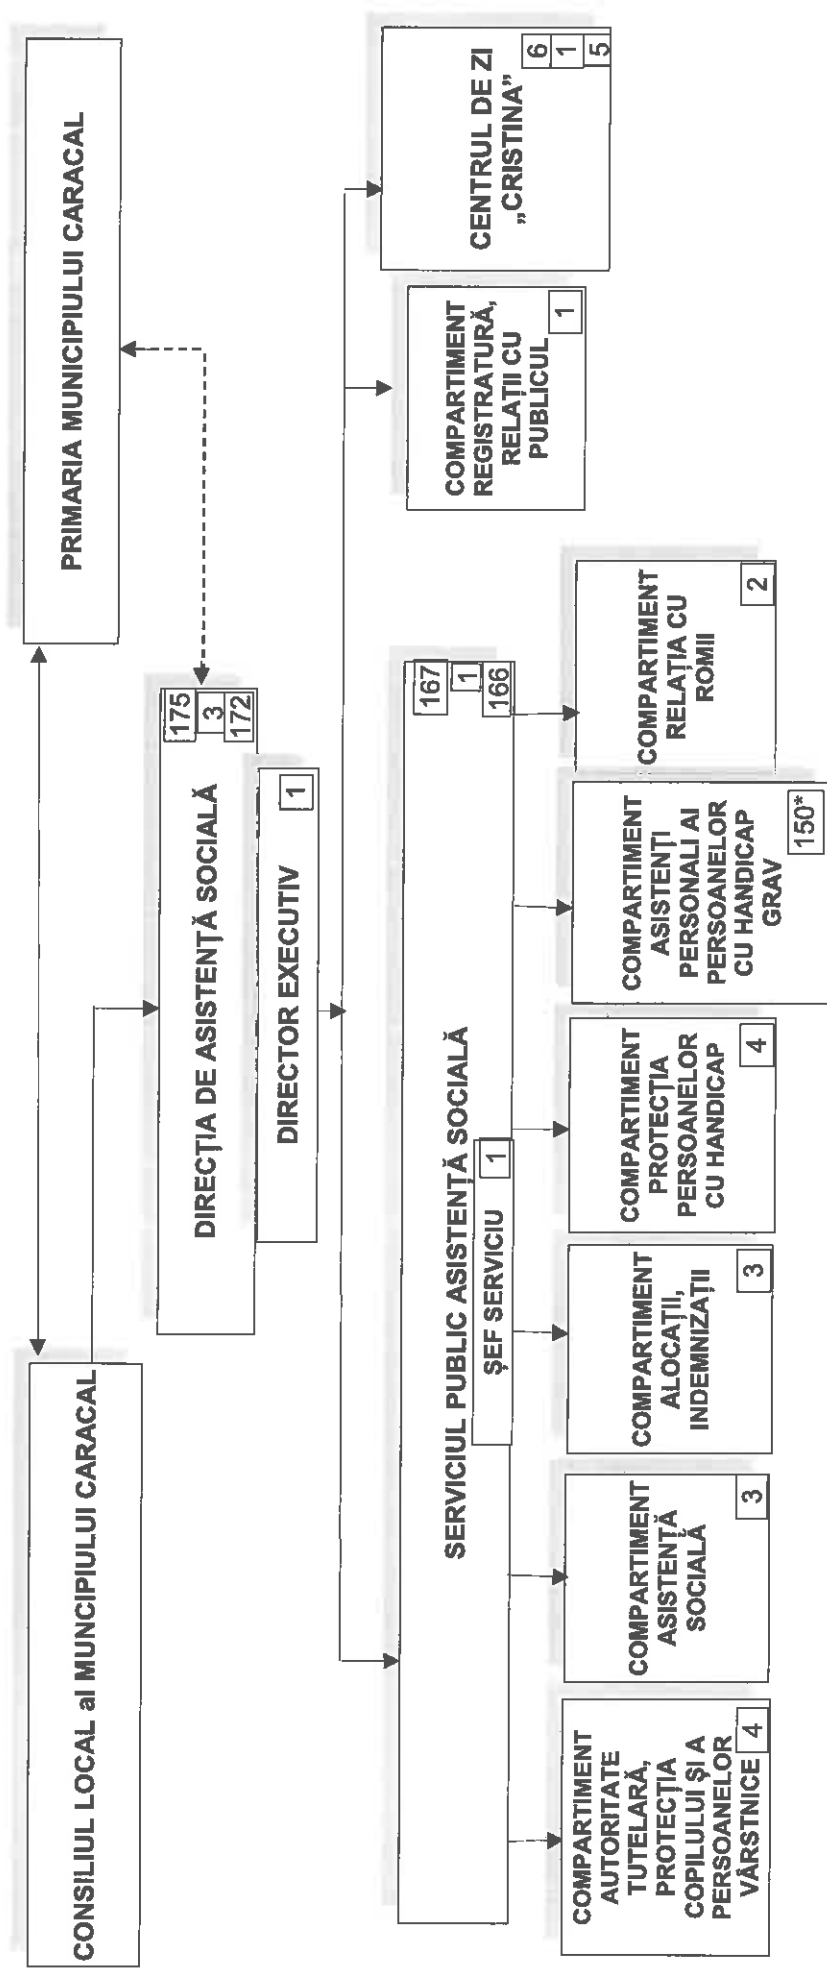 CONSILIUL LOCAL al MUNCIPIULUI CARACAL
PRIMARIA MUNICIPIULUI CARACAL
DIRECȚIA DE ASISTENȚĂ SOCIALĂ
175
3
172
DIRECTOR EXECUTIV
1
SERVICIUL PUBLIC ASISTENȚĂ SOCIALĂ
167
1
166
ȘEF SERVICIU
1
COMPARTIMENT
REGISTRATURĂ,
RELAȚII CU
PUBLICUL
1
CENTRUL DE ZI
„CRISTINA”
6
1
5
COMPARTIMENT
AUTORITATE
TUTELARĂ,
PROTECȚIA
COPILULUI ȘI A
PERSOANELOR
VÂRSTNICE
4
COMPARTIMENT
ASISTENȚĂ
SOCIALĂ
3
COMPARTIMENT
ALOCAȚII,
INDEMNIZAȚII
3
COMPARTIMENT
PROTECȚIA
PERSOANELOR
CU HANDICAP
4
COMPARTIMENT
ASISTENȚI
PERSONALI AI
PERSOANELOR
CU HANDICAP
GRAV
150*
COMPARTIMENT
RELAȚIA CU
ROMII
2